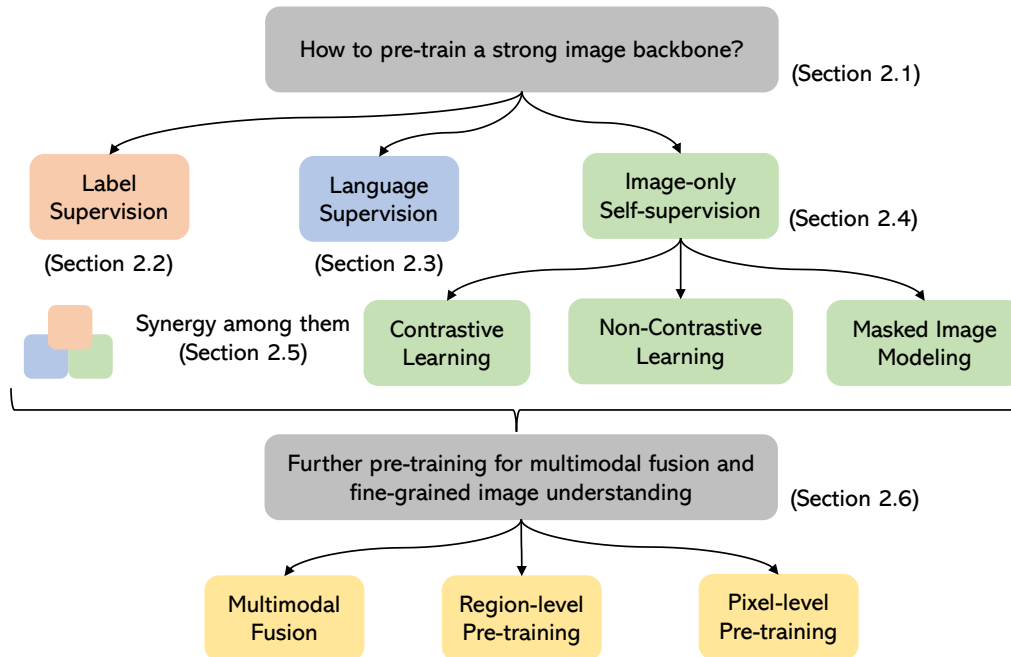 How to pre-train a strong image backbone?
(Section 2.1)
Label
Supervision
(Section 2.2)
Language
Supervision
(Section 2.3)
Image-only
Self-supervision
(Section 2.4)
Synergy among them
(Section 2.5)
Contrastive
Learning
Non-Contrastive
Learning
Masked Image
Modeling
Further pre-training for multimodal fusion and
fine-grained image understanding
(Section 2.6)
Multimodal
Fusion
Region-level
Pre-training
Pixel-level
Pre-training